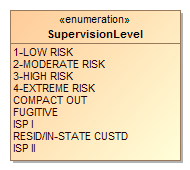 «enumeration»
SupervisionLevel
1-LOW RISK
2-MODERATE RISK
3-HIGH RISK
4-EXTREME RISK
COMPACT OUT
FUGITIVE
ISP I
RESID/IN-STATE CUSTD
ISP II